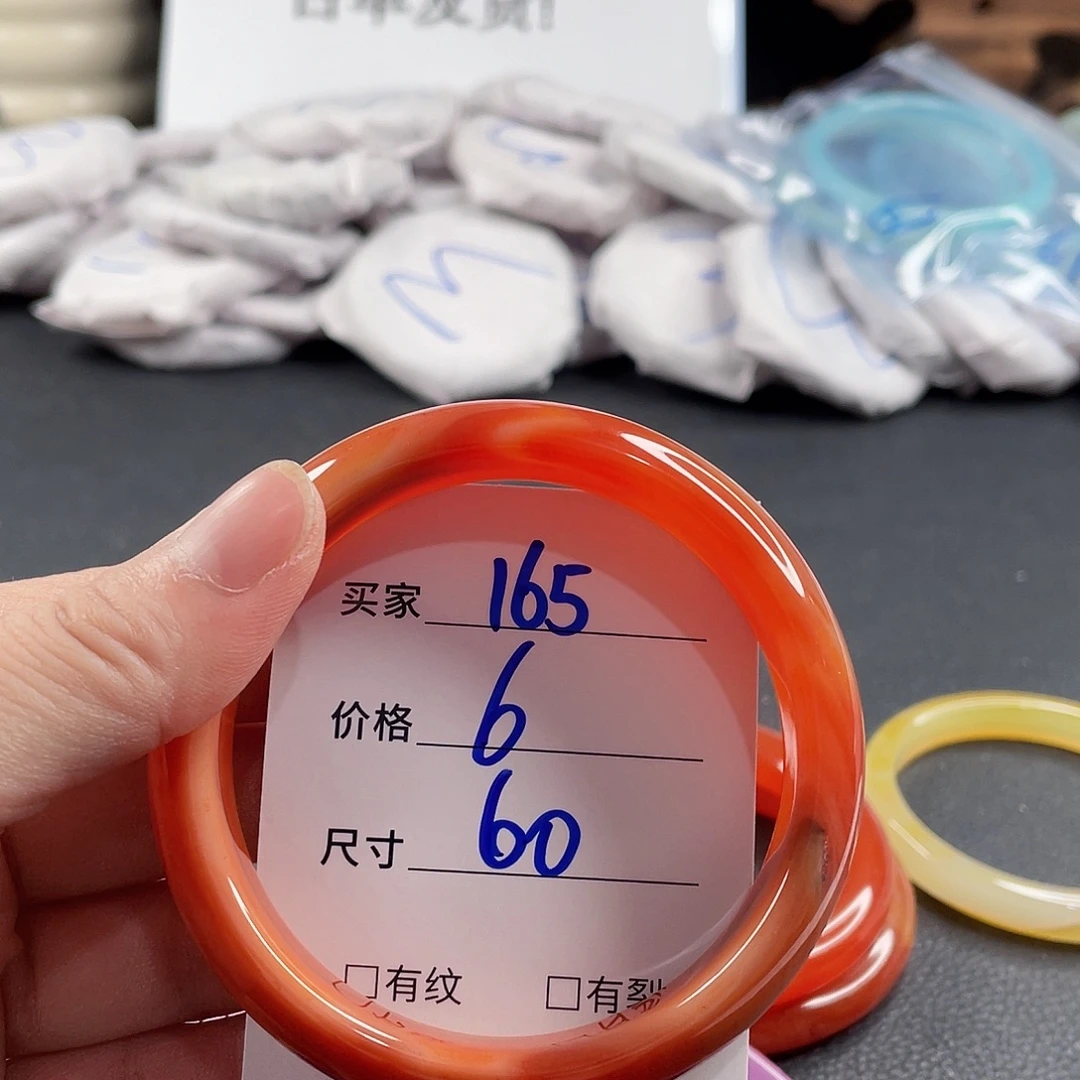 买家 165
价格 6
尺寸 60
□有纹 □有裂